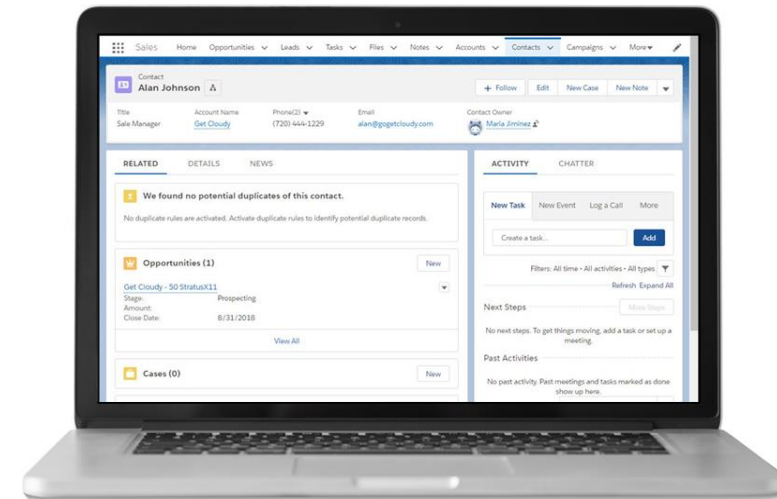 Sales Home Opportunities Leads Tasks Files Notes Accounts Contacts Campaigns More
Contact
Alan Johnson
+ Follow Edit New Case New Note
Title Account Name Phone(2) Email Contact Owner
Sale Manager Get Cloudy (720) 444-1229 alan@gogetcloudy.com Maria Jiminez
RELATED DETAILS NEWS
We found no potential duplicates of this contact.
No duplicate rules are activated. Activate duplicate rules to identify potential duplicate records.
Opportunities (1) New
Get Cloudy - 50 StratusX11
Stage: Prospecting
Amount:
Close Date: 8/31/2018
View All
Cases (0) New
ACTIVITY CHATTER
New Task New Event Log a Call More
Create a task... Add
Filters: All time • All activities • All types
Refresh Expand All
Next Steps More Steps
No next steps. To get things moving, add a task or set up a
meeting.
Past Activities
No past activity. Past meetings and tasks marked as done
show up here.